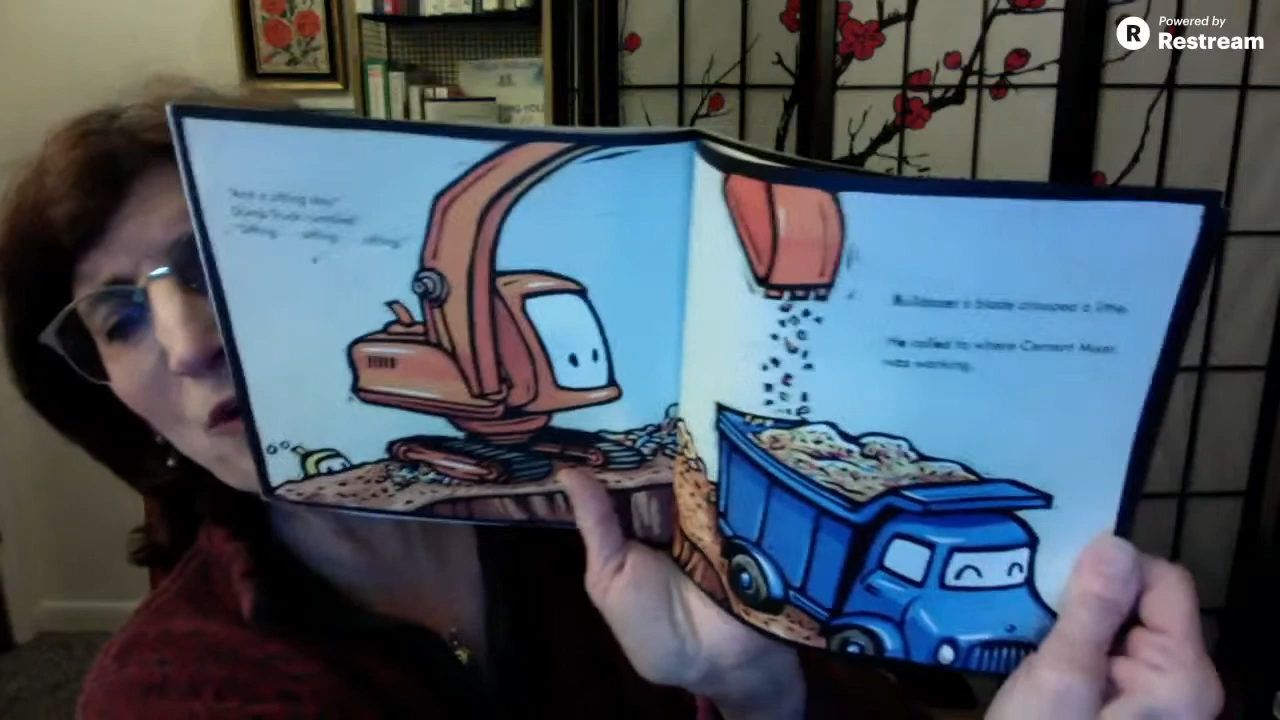 Powered by
R Restream
"And a sifting day!"
Dump Truck rumbled.
"Sifting . . . sifting . . . sifting."
Bulldozer's blade drooped a little.
He rolled to where Cement Mixer
was working.